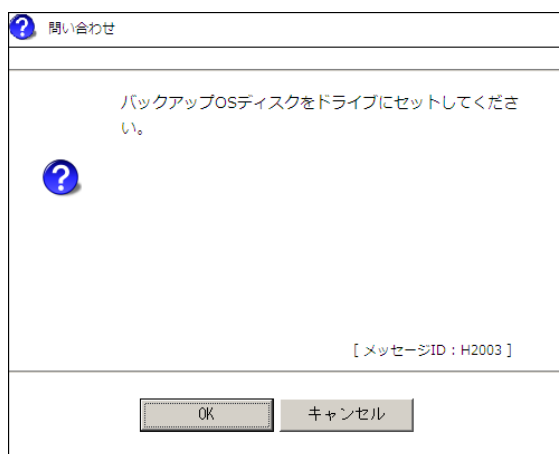 問い合わせ
バックアップOSディスクをドライブにセットしてくださ
い。
[ メッセージID：H2003 ]
OK
キャンセル